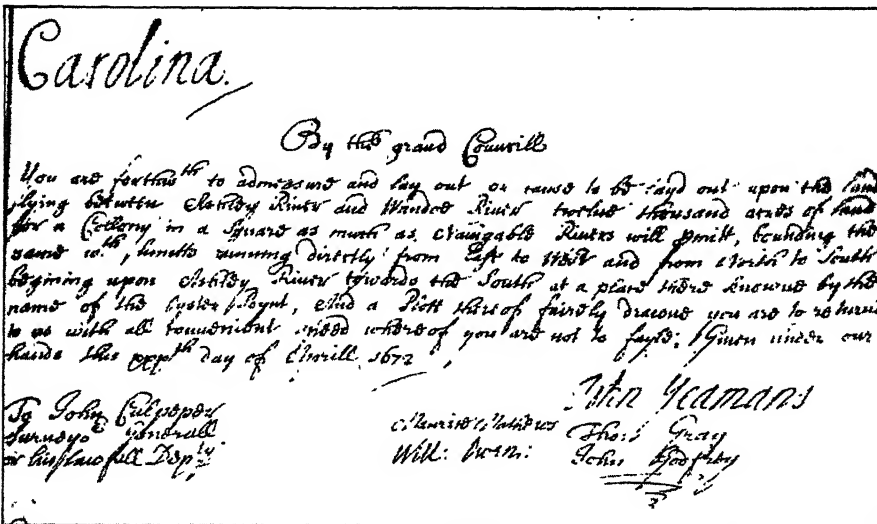 Carolina.
By the grand Councill
You are forthwth to admeasure and lay out or cause to be layd out upon the land
lying betweene Ashley River and Wandoe River twelve thousand acres of land
for a Collony in a Square as much as Navigable Rivers will pmitt, bounding the
same wth, lymitts running directly from East to West and from North to South
begining upon Ashley River towards the South at a place there knowne by the
name of the Oyster Poynt, And a Plott thereof fairely drawne you are to returne
to us with all convenient speed whereof you are not to fayle; Given under our
hands this xxxth day of Aprill 1672
John Yeamans
To John Culpeper
Surveyor Generall
or his lawfull Depty
Maurice Mathews
Will: Owen:
Tho: Gray
John Godfrey